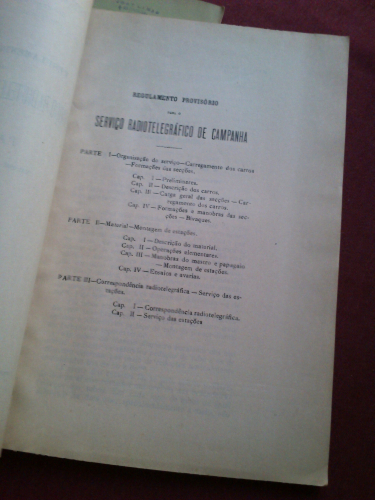 REGULAMENTO PROVISÓRIO
PARA O
SERVIÇO RADIOTELEGRÁFICO DE CAMPANHA
PARTE I—Organização do serviço—Carregamento dos carros
—Formações das secções.
Cap. I—Preliminares.
Cap. II—Descrição dos carros.
Cap. III—Carga geral das secções—Car-
regamento dos carros.
Cap. IV—Formações e manobras das sec-
ções—Bivaques.
PARTE II—Material—Montagem de estações.
Cap. I—Descrição do material.
Cap. II—Operações elementares.
Cap. III—Manobras do mastro e papagaio
—Montagem de estações.
Cap. IV—Ensaios e averias.
PARTE III—Correspondência radiotelegráfica—Serviço das es-
tações.
Cap. I—Correspondência radiotelegráfica.
Cap. II—Serviço das estações